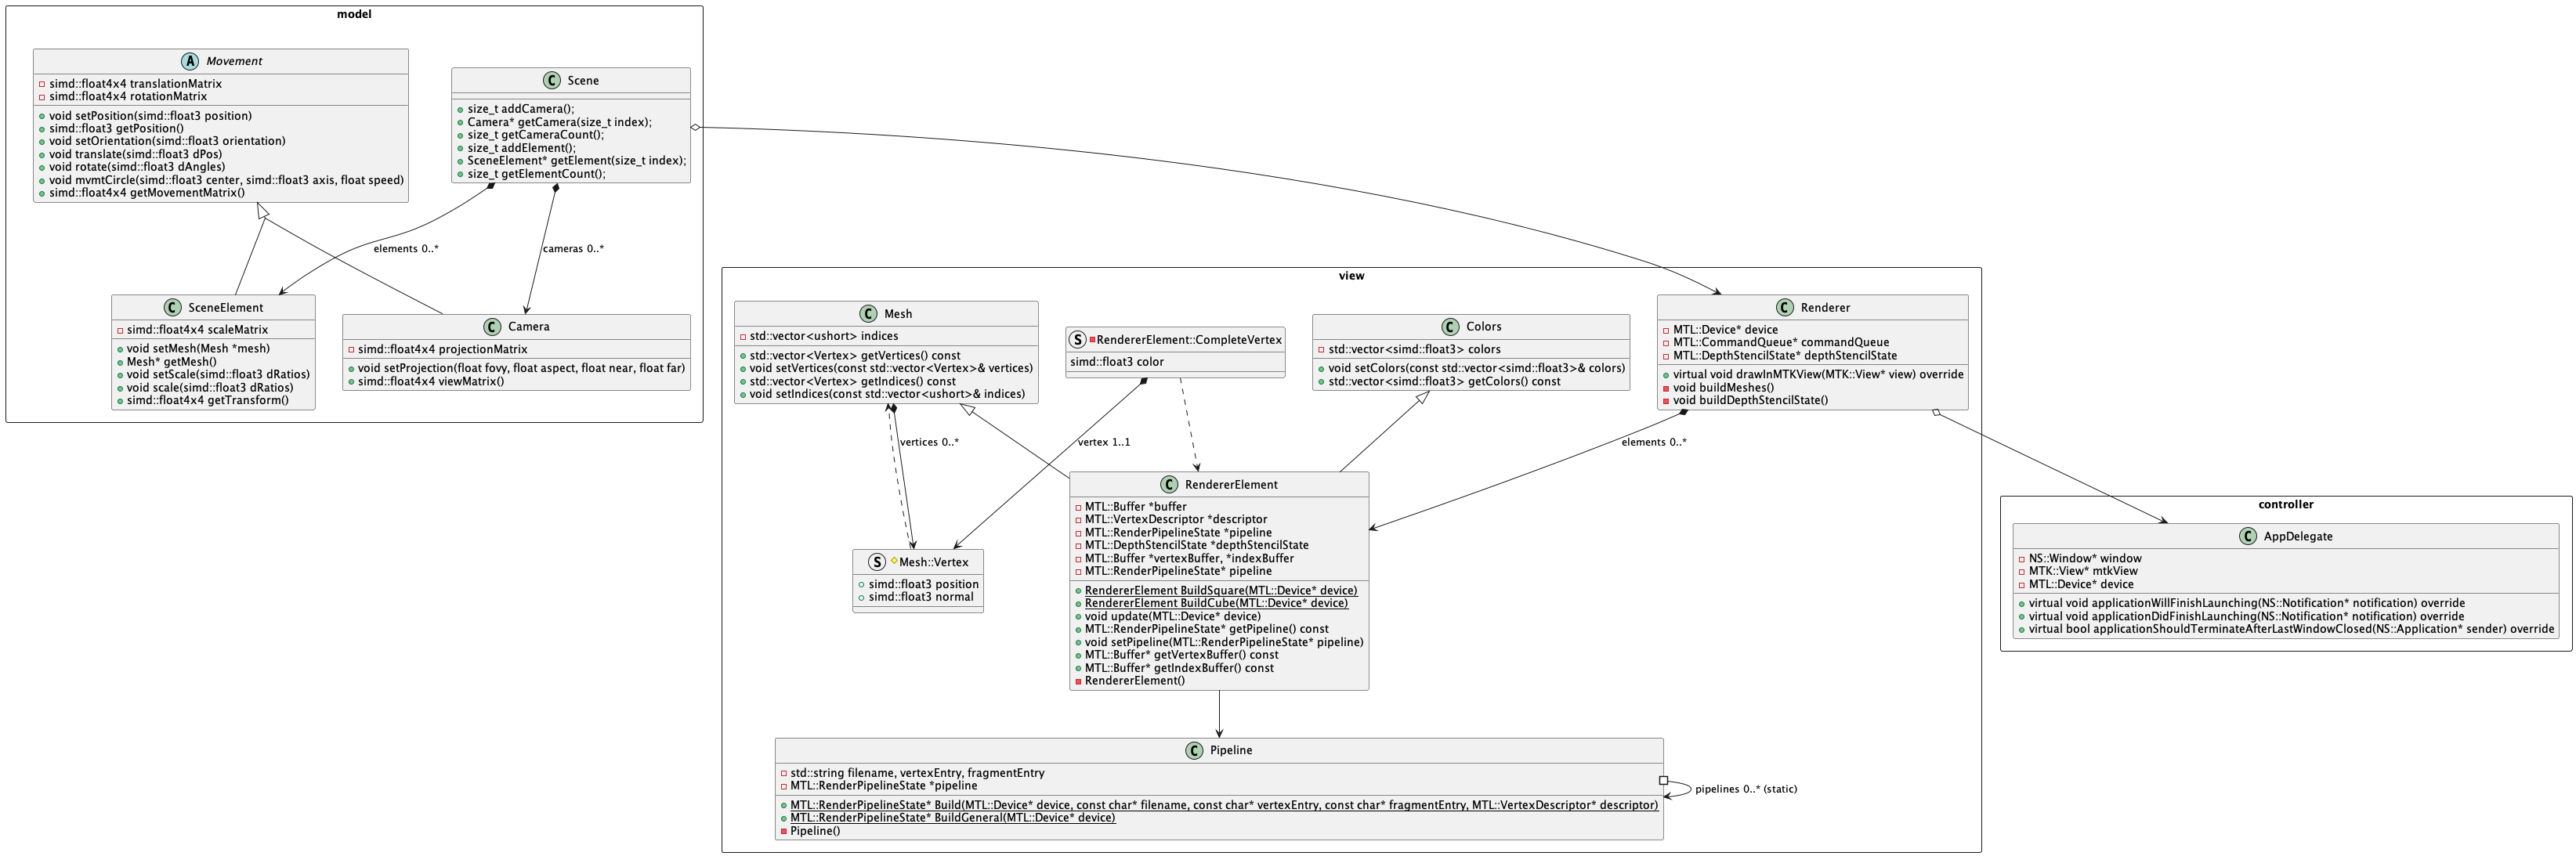 model
A Movement
simd::float4x4 translationMatrix
simd::float4x4 rotationMatrix
void setPosition(simd::float3 position)
simd::float3 getPosition()
void setOrientation(simd::float3 orientation)
void translate(simd::float3 dPos)
void rotate(simd::float3 dAngles)
void mvmtCircle(simd::float3 center, simd::float3 axis, float speed)
simd::float4x4 getMovementMatrix()
C Scene
size_t addCamera();
Camera* getCamera(size_t index);
size_t getCameraCount();
size_t addElement();
SceneElement* getElement(size_t index);
size_t getElementCount();
elements 0..*
cameras 0..*
C SceneElement
simd::float4x4 scaleMatrix
void setMesh(Mesh *mesh)
Mesh* getMesh()
void setScale(simd::float3 dRatios)
void scale(simd::float3 dRatios)
simd::float4x4 getTransform()
C Camera
simd::float4x4 projectionMatrix
void setProjection(float fovy, float aspect, float near, float far)
simd::float4x4 viewMatrix()
view
C Mesh
std::vector<ushort> indices
std::vector<Vertex> getVertices() const
void setVertices(const std::vector<Vertex>& vertices)
std::vector<Vertex> getIndices() const
void setIndices(const std::vector<ushort>& indices)
S RendererElement::CompleteVertex
simd::float3 color
C Colors
std::vector<simd::float3> colors
void setColors(const std::vector<simd::float3>& colors)
std::vector<simd::float3> getColors() const
C Renderer
MTL::Device* device
MTL::CommandQueue* commandQueue
MTL::DepthStencilState* depthStencilState
virtual void drawInMTKView(MTK::View* view) override
void buildMeshes()
void buildDepthStencilState()
vertices 0..*
vertex 1..1
elements 0..*
C RendererElement
MTL::Buffer *buffer
MTL::VertexDescriptor *descriptor
MTL::RenderPipelineState *pipeline
MTL::DepthStencilState *depthStencilState
MTL::Buffer *vertexBuffer, *indexBuffer
MTL::RenderPipelineState* pipeline
RendererElement BuildSquare(MTL::Device* device)
RendererElement BuildCube(MTL::Device* device)
void update(MTL::Device* device)
MTL::RenderPipelineState* getPipeline() const
void setPipeline(MTL::RenderPipelineState* pipeline)
MTL::Buffer* getVertexBuffer() const
MTL::Buffer* getIndexBuffer() const
RendererElement()
S Mesh::Vertex
simd::float3 position
simd::float3 normal
C Pipeline
std::string filename, vertexEntry, fragmentEntry
MTL::RenderPipelineState *pipeline
MTL::RenderPipelineState* Build(MTL::Device* device, const char* filename, const char* vertexEntry, const char* fragmentEntry, MTL::VertexDescriptor* descriptor)
MTL::RenderPipelineState* BuildGeneral(MTL::Device* device)
Pipeline()
pipelines 0..* (static)
controller
C AppDelegate
NS::Window* window
MTK::View* mtkView
MTL::Device* device
virtual void applicationWillFinishLaunching(NS::Notification* notification) override
virtual void applicationDidFinishLaunching(NS::Notification* notification) override
virtual bool applicationShouldTerminateAfterLastWindowClosed(NS::Application* sender) override